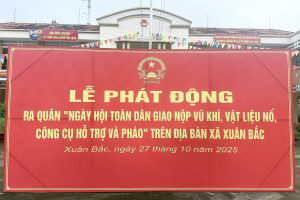 LỄ PHÁT ĐỘNG
RA QUÂN "NGÀY HỘI TOÀN DÂN GIAO NỘP VŨ KHÍ, VẬT LIỆU NỔ,
CÔNG CỤ HỖ TRỢ VÀ PHÁO" TRÊN ĐỊA BÀN XÃ XUÂN BẮC
Xuân Bắc, ngày 27 tháng 10 năm 2025